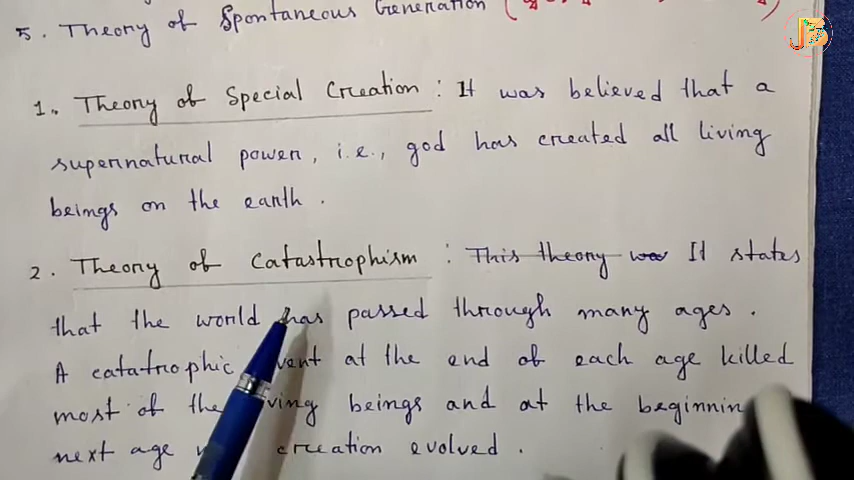 5. Theory of Spontaneous Generation (
1. Theory of Special Creation : It was believed that a
supernatural power, i.e., god has created all living
beings on the earth.
2. Theory of Catastrophism : This theory was It states
that the world has passed through many ages.
A catatrophic event at the end of each age killed
most of the living beings and at the beginning
next age creation evolved.
JB